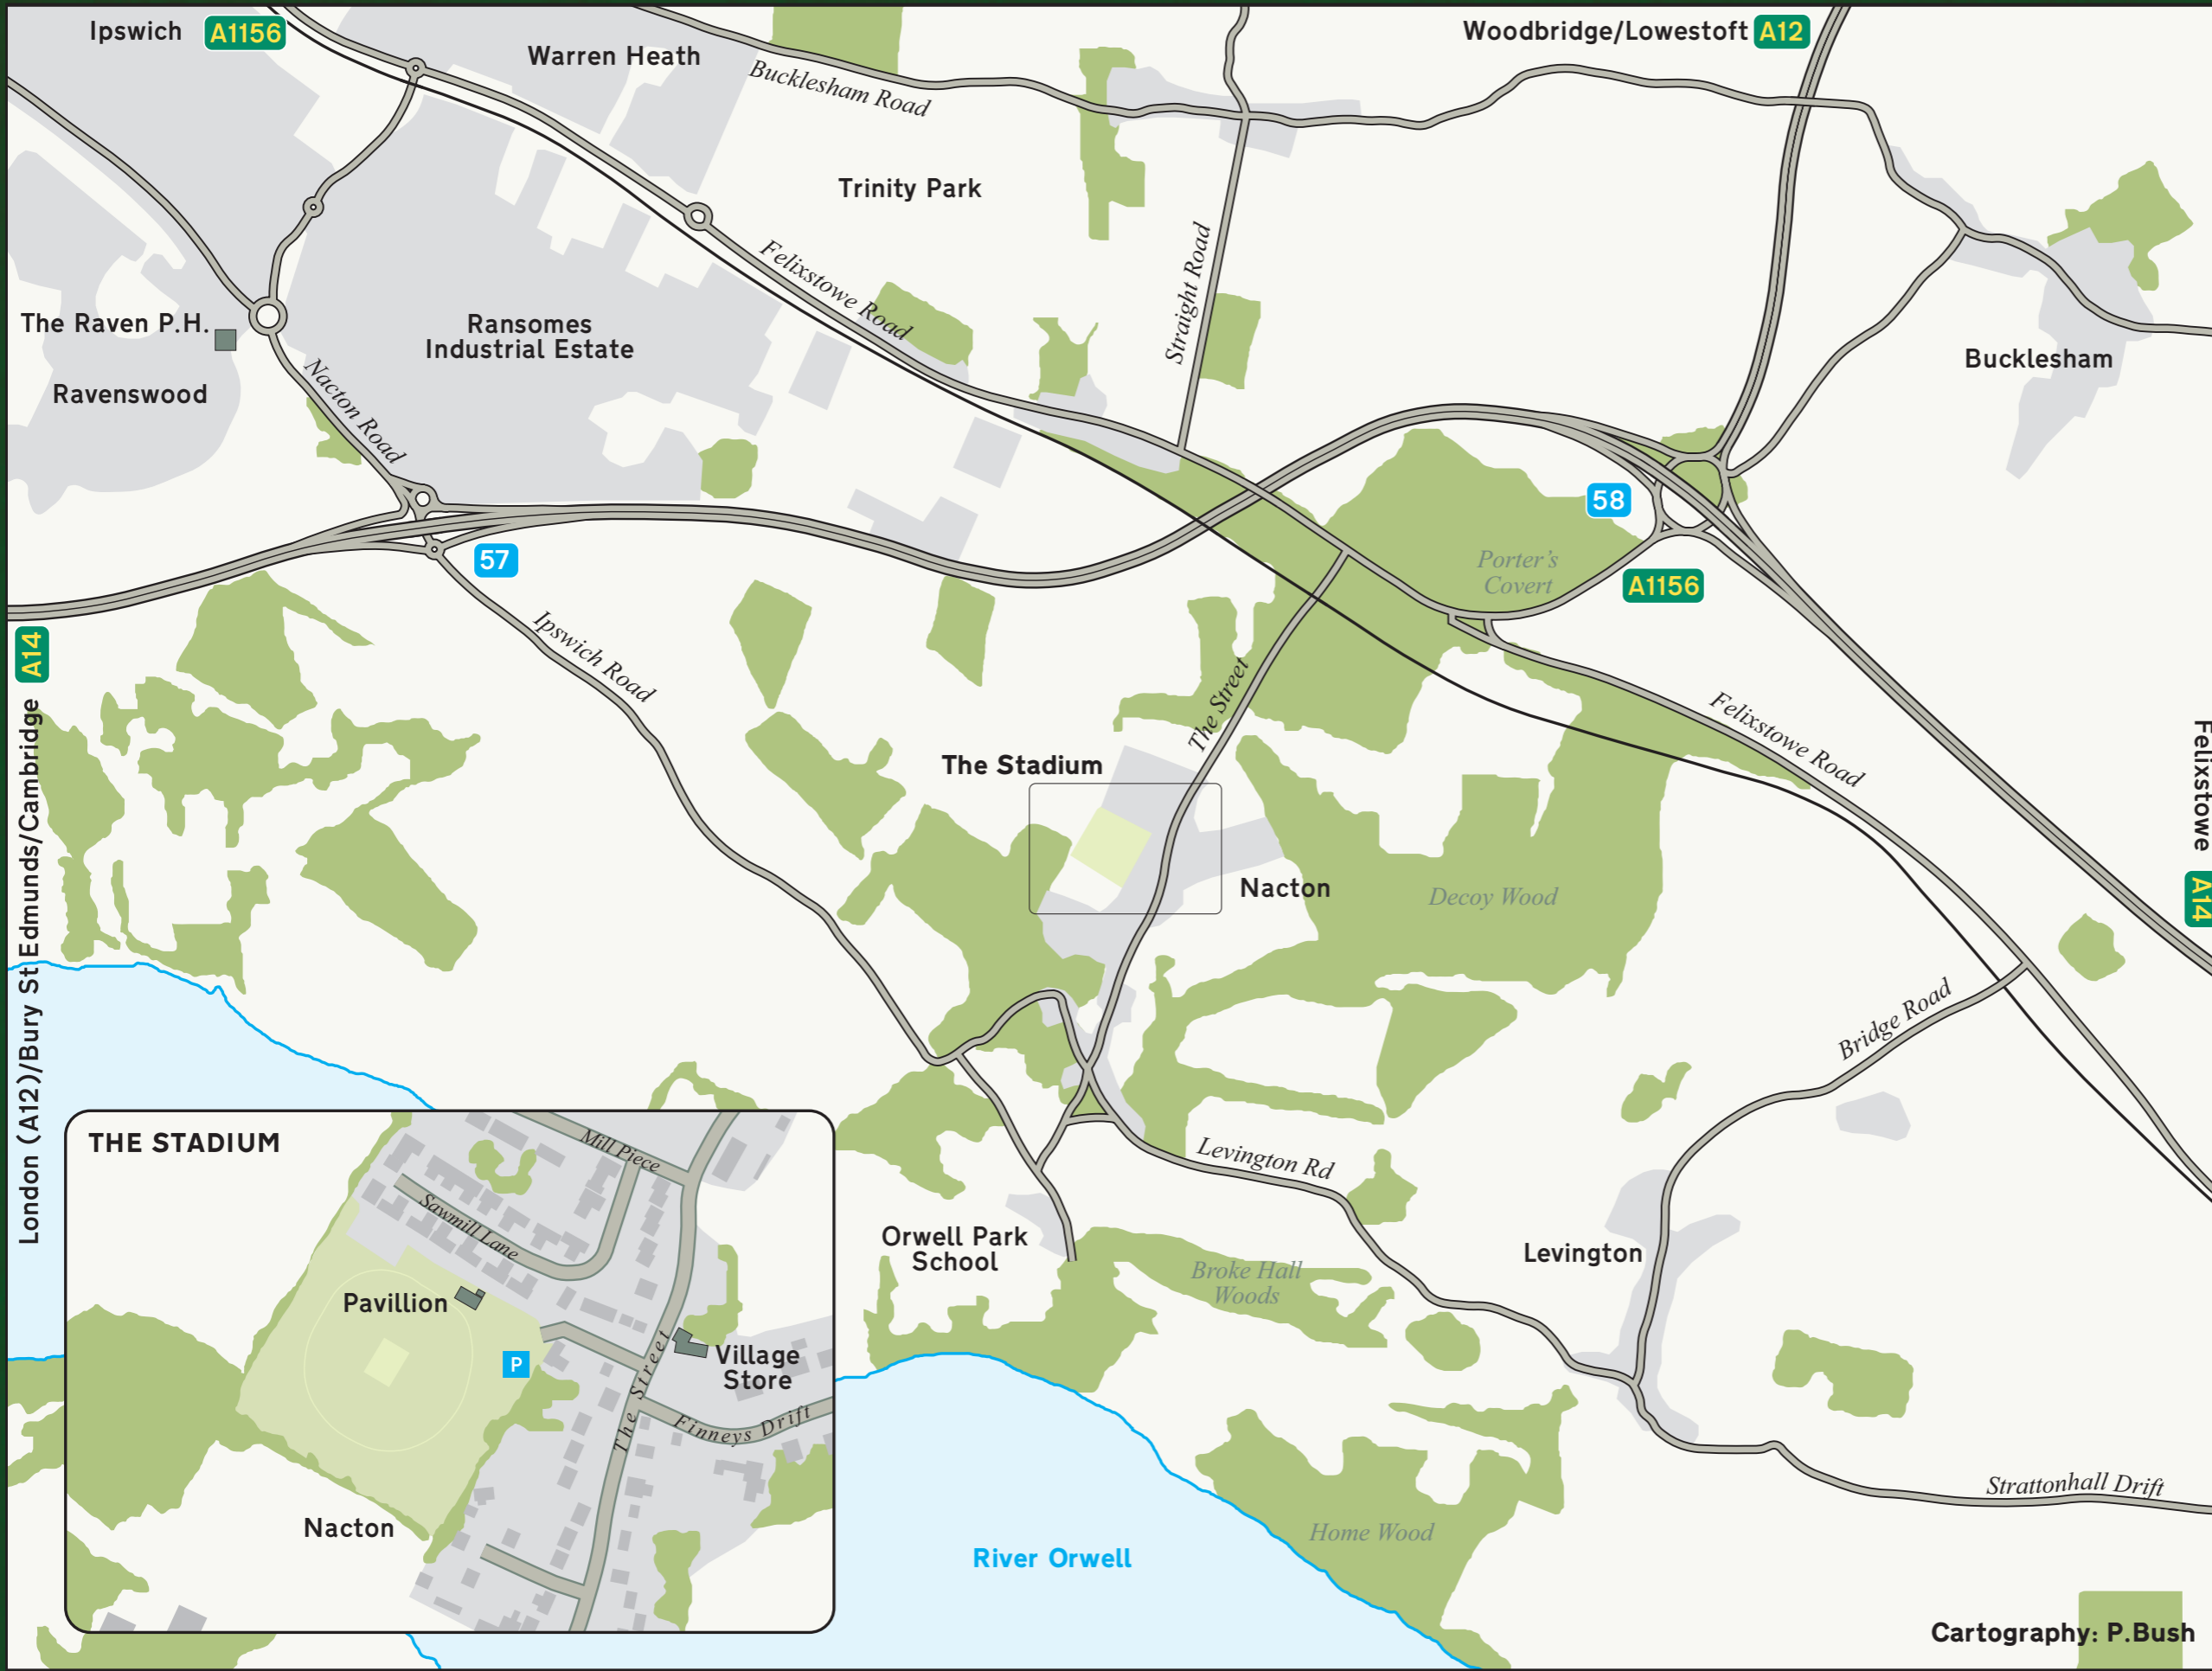 Ipswich A1156
Warren Heath
Woodbridge/Lowestoft A12
Bucklesham Road
Trinity Park
Straight Road
Felixstowe Road
The Raven P.H.
Ransomes
Industrial Estate
Ravenswood
Nacton Road
Bucklesham
58
57
Porter's
Covert
A1156
Ipswich Road
The Street
London (A12)/Bury St Edmunds/Cambridge A14
Felixstowe Road
Felixstowe A14
The Stadium
Nacton
Decoy Wood
Bridge Road
Levington Rd
Orwell Park
School
Broke Hall
Woods
Levington
Strattonhall Drift
Home Wood
River Orwell
THE STADIUM
Mill Piece
Sawmill Lane
Pavillion
P
The Street
Village
Store
Finneys Drift
Nacton
Cartography: P.Bush